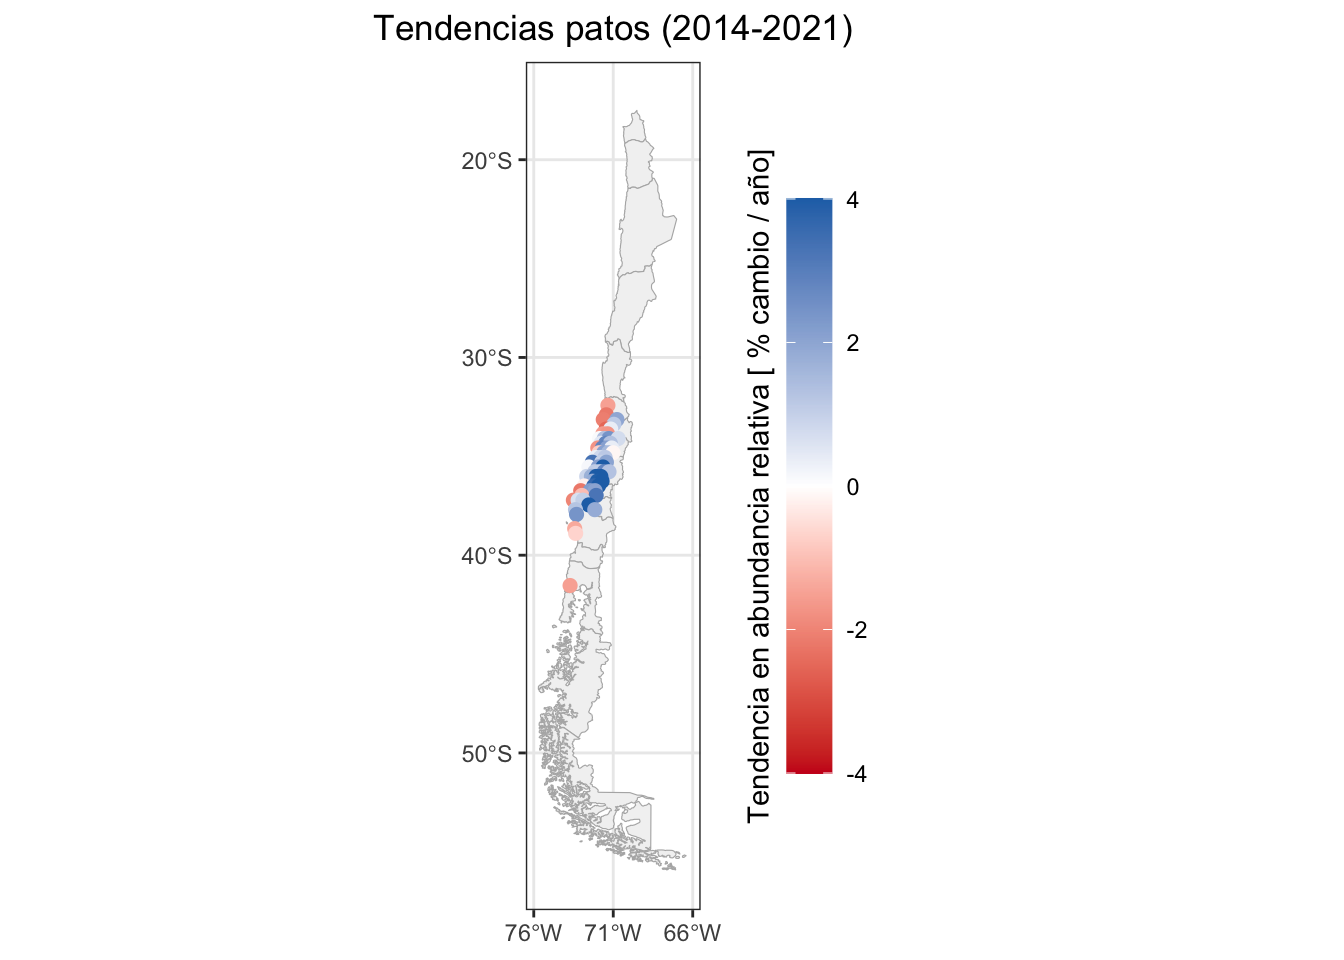 Tendencias patos (2014-2021)
20°S
30°S
40°S
50°S
76°W 71°W 66°W
Tendencia en abundancia relativa [ % cambio / año]
4
2
0
-2
-4